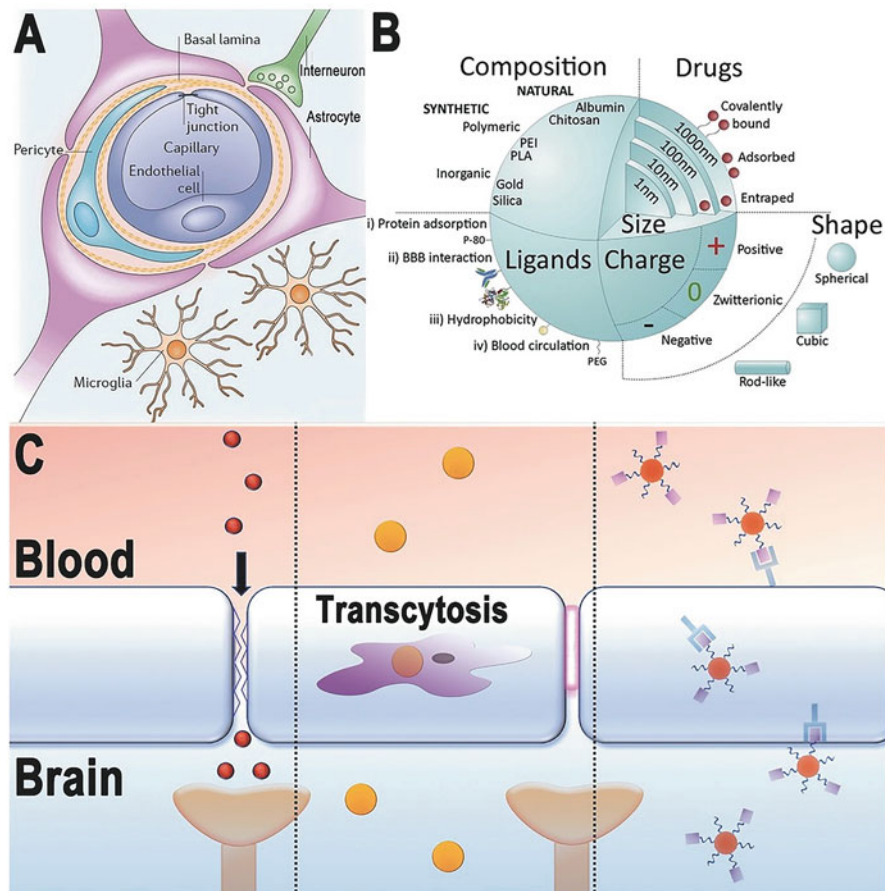 A
Basal lamina
Interneuron
Tight
junction
Astrocyte
Pericyte
Capillary
Endothelial
cell
Microglia
B
Composition
Drugs
NATURAL
SYNTHETIC
Albumin
Chitosan
Polymeric
PEI
PLA
Inorganic
Gold
Silica
Covalently
bound
Adsorbed
Entraped
1000nm
100nm
10nm
1nm
Size
Shape
i) Protein adsorption
P-80
ii) BBB interaction
Ligands
Charge
+
Positive
Spherical
0
Zwitterionic
iii) Hydrophobicity
-
Negative
Cubic
iv) Blood circulation
PEG
Rod-like
C
Blood
Transcytosis
Brain